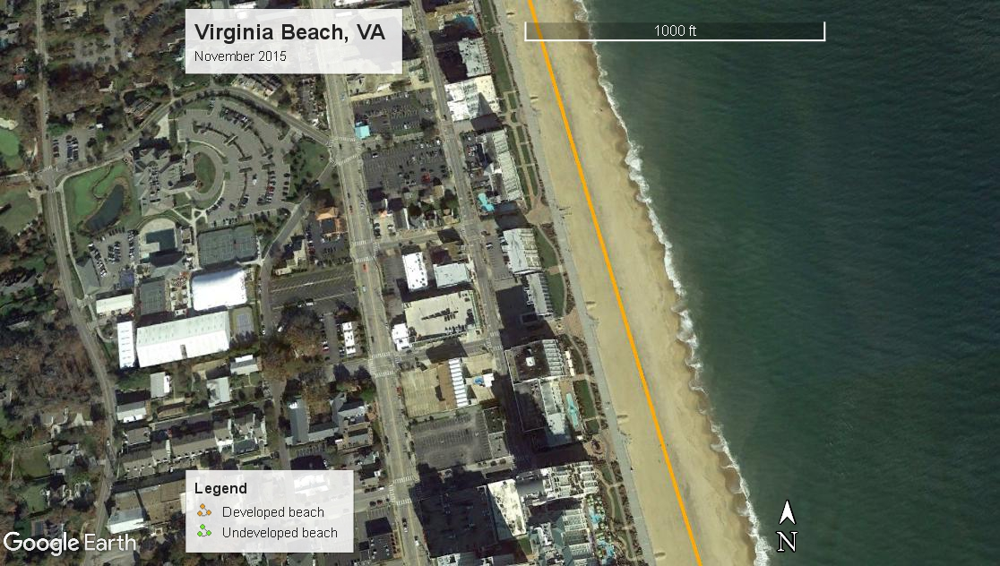 Virginia Beach, VA
November 2015
1000 ft
Legend
Developed beach
Undeveloped beach
Google Earth
N